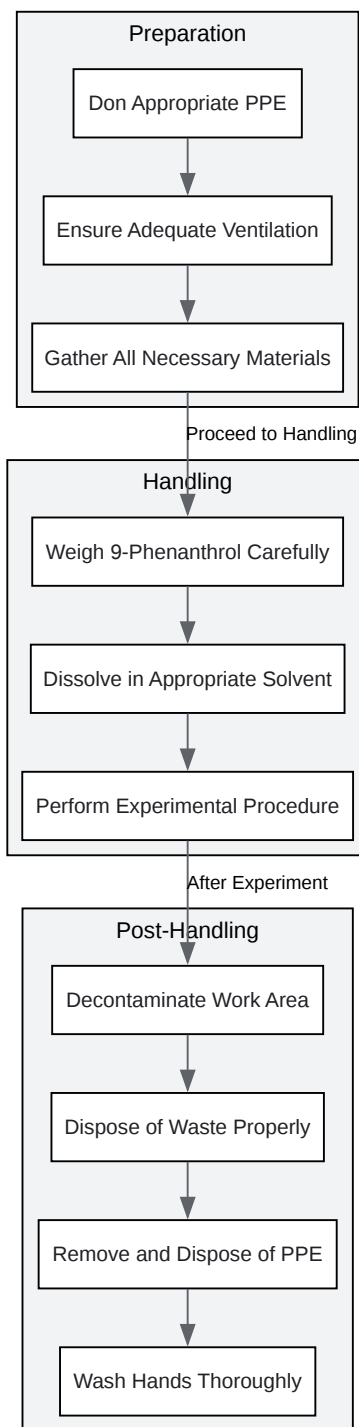 Preparation
Don Appropriate PPE
Ensure Adequate Ventilation
Gather All Necessary Materials
Proceed to Handling
Handling
Weigh 9-Phenanthrol Carefully
Dissolve in Appropriate Solvent
Perform Experimental Procedure
After Experiment
Post-Handling
Decontaminate Work Area
Dispose of Waste Properly
Remove and Dispose of PPE
Wash Hands Thoroughly